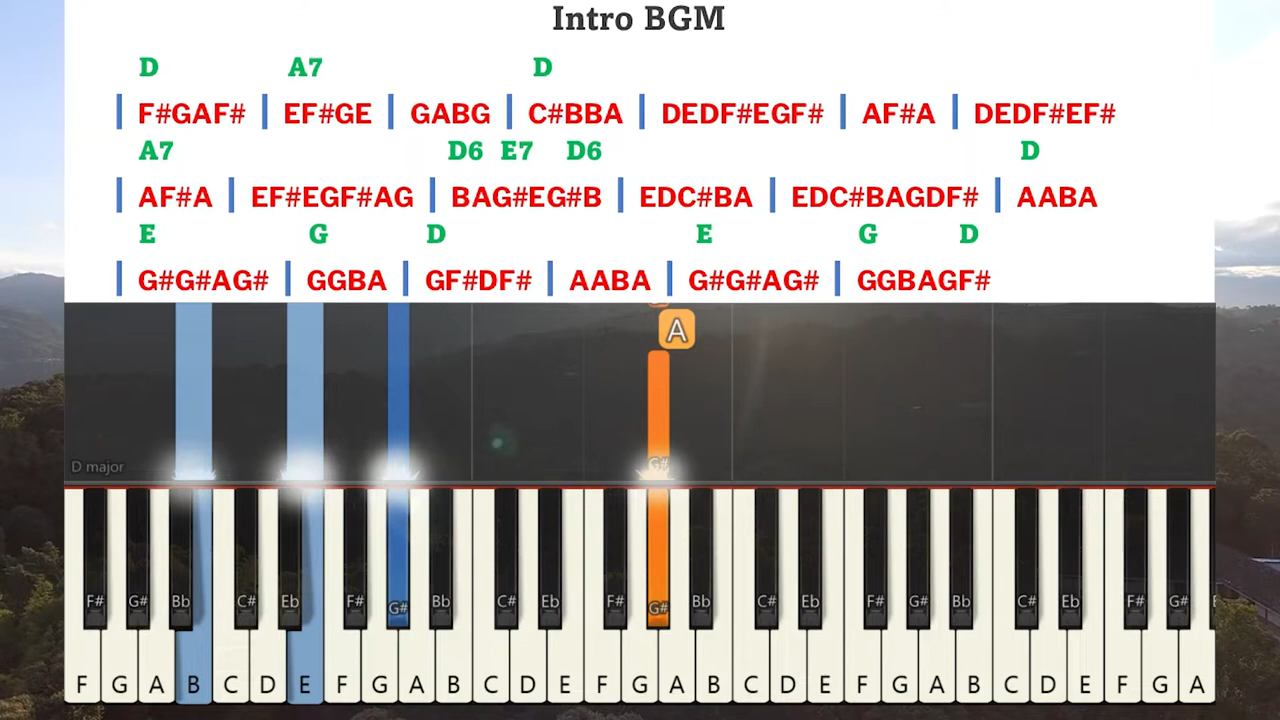 Intro BGM
D A7 D
| F#GAF# | EF#GE | GABG | C#BBA | DEDF#EGF# | AF#A | DEDF#EF#
A7 D6 E7 D6 D
| AF#A | EF#EGF#AG | BAG#EG#B | EDC#BA | EDC#BAGDF# | AABA
E G D E G D
| G#G#AG# | GGBA | GF#DF# | AABA | G#G#AG# | GGBAGF#
A
G#
D major
F# G# Bb C# Eb F# G# Bb C# Eb F# G# Bb C# Eb F# G# Bb C# Eb F# G#
F G A B C D E F G A B C D E F G A B C D E F G A B C D E F G A